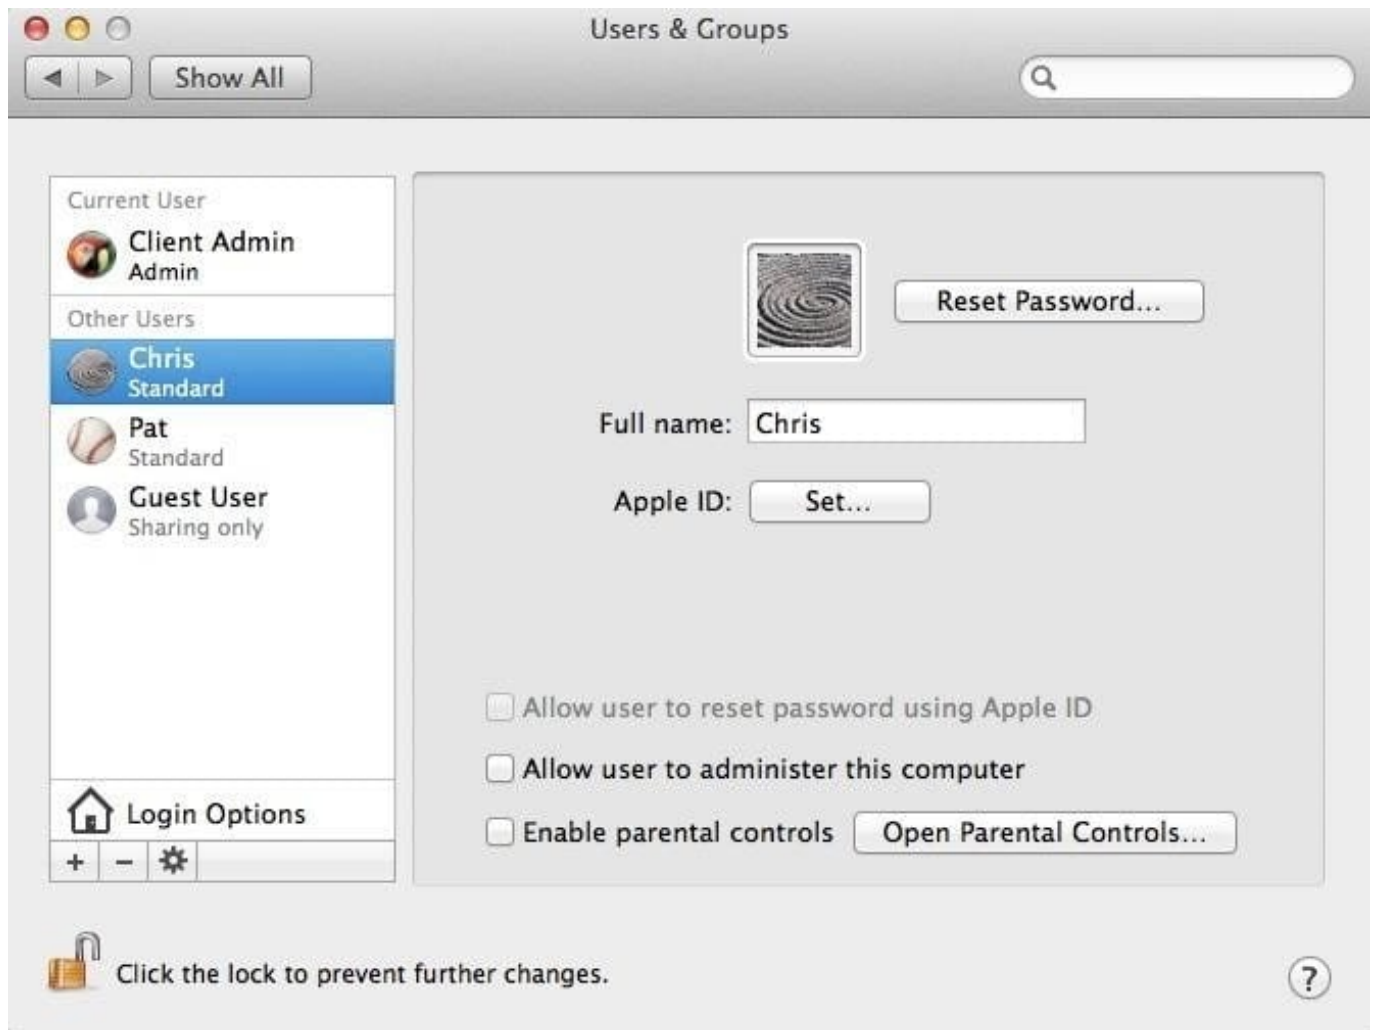 Users & Groups
Show All
Current User
Client Admin
Admin
Other Users
Chris
Standard
Pat
Standard
Guest User
Sharing only
Login Options
+ −
Reset Password...
Full name: Chris
Apple ID: Set...
Allow user to reset password using Apple ID
Allow user to administer this computer
Enable parental controls Open Parental Controls...
Click the lock to prevent further changes.
?